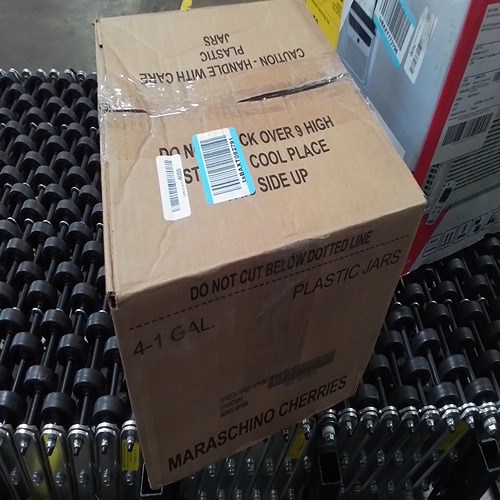 CAUTION - HANDLE WITH CARE
PLASTIC
JARS
DO N CK OVER 9 HIGH
ST COOL PLACE
SIDE UP
DO NOT CUT BELOW DOTTED LINE
4-1 GAL. PLASTIC JARS
MARASCHINO CHERRIES